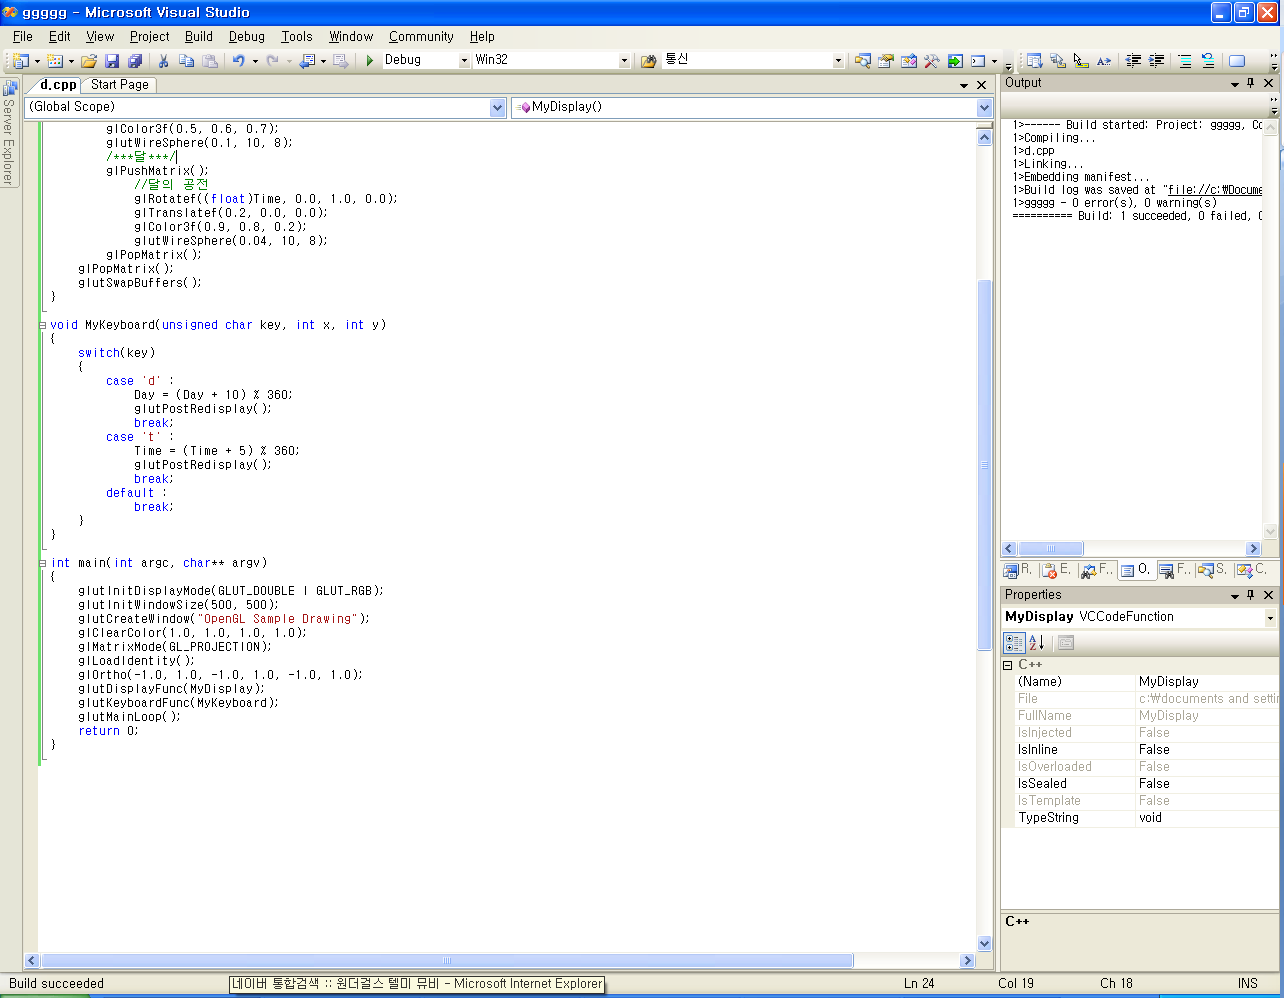 ggggg - Microsoft Visual Studio
File Edit View Project Build Debug Tools Window Community Help
Debug Win32 통신
Server Explorer
d.cpp Start Page
(Global Scope) MyDisplay()
glColor3f(0.5, 0.6, 0.7);
glutWireSphere(0.1, 10, 8);
/***달***/
glPushMatrix();
//달의 공전
glRotatef((float)Time, 0.0, 1.0, 0.0);
glTranslatef(0.2, 0.0, 0.0);
glColor3f(0.9, 0.8, 0.2);
glutWireSphere(0.04, 10, 8);
glPopMatrix();
glPopMatrix();
glutSwapBuffers();
}
void MyKeyboard(unsigned char key, int x, int y)
{
switch(key)
{
case 'd' :
Day = (Day + 10) % 360;
glutPostRedisplay();
break;
case 't' :
Time = (Time + 5) % 360;
glutPostRedisplay();
break;
default :
break;
}
}
int main(int argc, char** argv)
{
glutInitDisplayMode(GLUT_DOUBLE | GLUT_RGB);
glutInitWindowSize(500, 500);
glutCreateWindow("OpenGL Sample Drawing");
glClearColor(1.0, 1.0, 1.0, 1.0);
glMatrixMode(GL_PROJECTION);
glLoadIdentity();
glOrtho(-1.0, 1.0, -1.0, 1.0, -1.0, 1.0);
glutDisplayFunc(MyDisplay);
glutKeyboardFunc(MyKeyboard);
glutMainLoop();
return 0;
}
Output
1>------ Build started: Project: ggggg, Co
1>Compiling...
1>d.cpp
1>Linking...
1>Embedding manifest...
1>Build log was saved at "file://c:₩Docume
1>ggggg - 0 error(s), 0 warning(s)
========== Build: 1 succeeded, 0 failed, 0
R.. E.. F.. O.. F.. S.. C..
Properties
MyDisplay VCCodeFunction
C++
(Name) MyDisplay
File c:₩documents and settin
FullName MyDisplay
IsInjected False
IsInline False
IsOverloaded False
IsSealed False
IsTemplate False
TypeString void
C++
Build succeeded 네이버 통합검색 :: 원더걸스 텔미 뮤비 - Microsoft Internet Explorer Ln 24 Col 19 Ch 18 INS